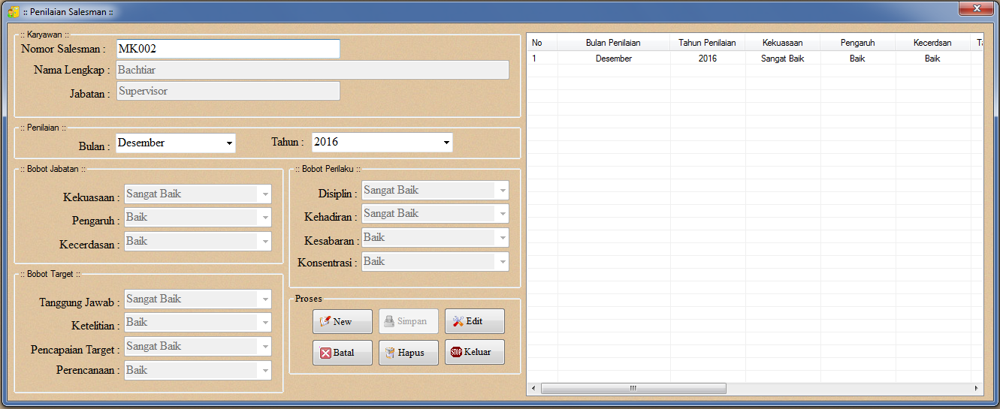 :: Penilaian Salesman ::
:: Karyawan ::
Nomor Salesman : MK002
Nama Lengkap : Bachtiar
Jabatan : Supervisor
:: Penilaian ::
Bulan : Desember Tahun : 2016
:: Bobot Jabatan ::
Kekuasaan : Sangat Baik
Pengaruh : Baik
Kecerdasan : Baik
:: Bobot Target ::
Tanggung Jawab : Sangat Baik
Ketelitian : Baik
Pencapaian Target : Sangat Baik
Perencanaan : Baik
:: Bobot Perilaku ::
Disiplin : Sangat Baik
Kehadiran : Sangat Baik
Kesabaran : Baik
Konsentrasi : Baik
Proses
New Simpan Edit
Batal Hapus STOP Keluar
No Bulan Penilaian Tahun Penilaian Kekuasaan Pengaruh Kecerdsan
1 Desember 2016 Sangat Baik Baik Baik